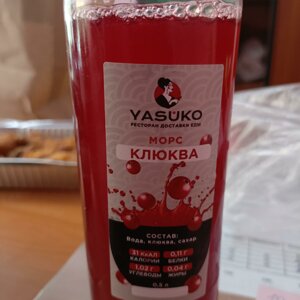 YASUKO
РЕСТОРАН ДОСТАВКИ ЕДЫ
МОРС
КЛЮКВА
СОСТАВ:
Вода, клюква, сахар
31 ккАЛ
КАЛОРИИ
0,11 Г
БЕЛКИ
1.02 Г
УГЛЕВОДЫ
0.04 Г
ЖИРЫ
0.5 л